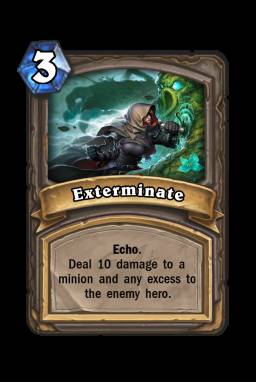 3
Exterminate
Echo.
Deal 10 damage to a
minion and any excess to
the enemy hero.